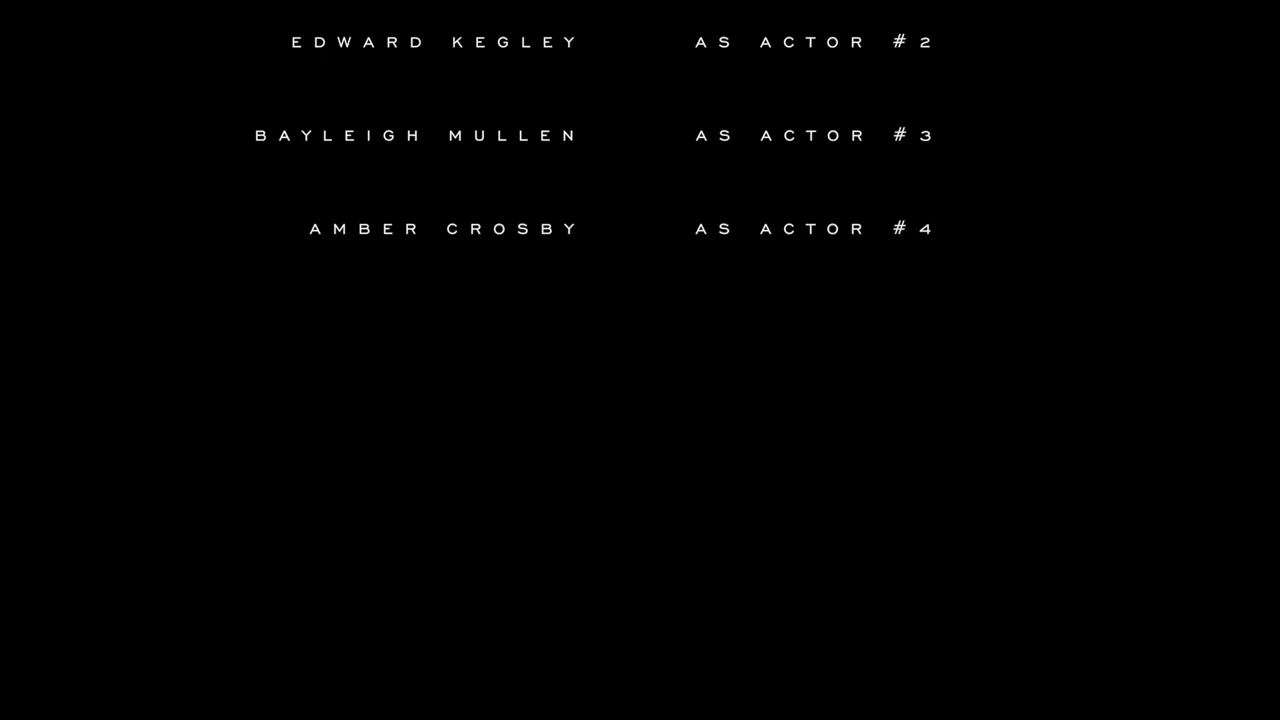 EDWARD KEGLEY AS ACTOR #2
BAYLEIGH MULLEN AS ACTOR #3
AMBER CROSBY AS ACTOR #4